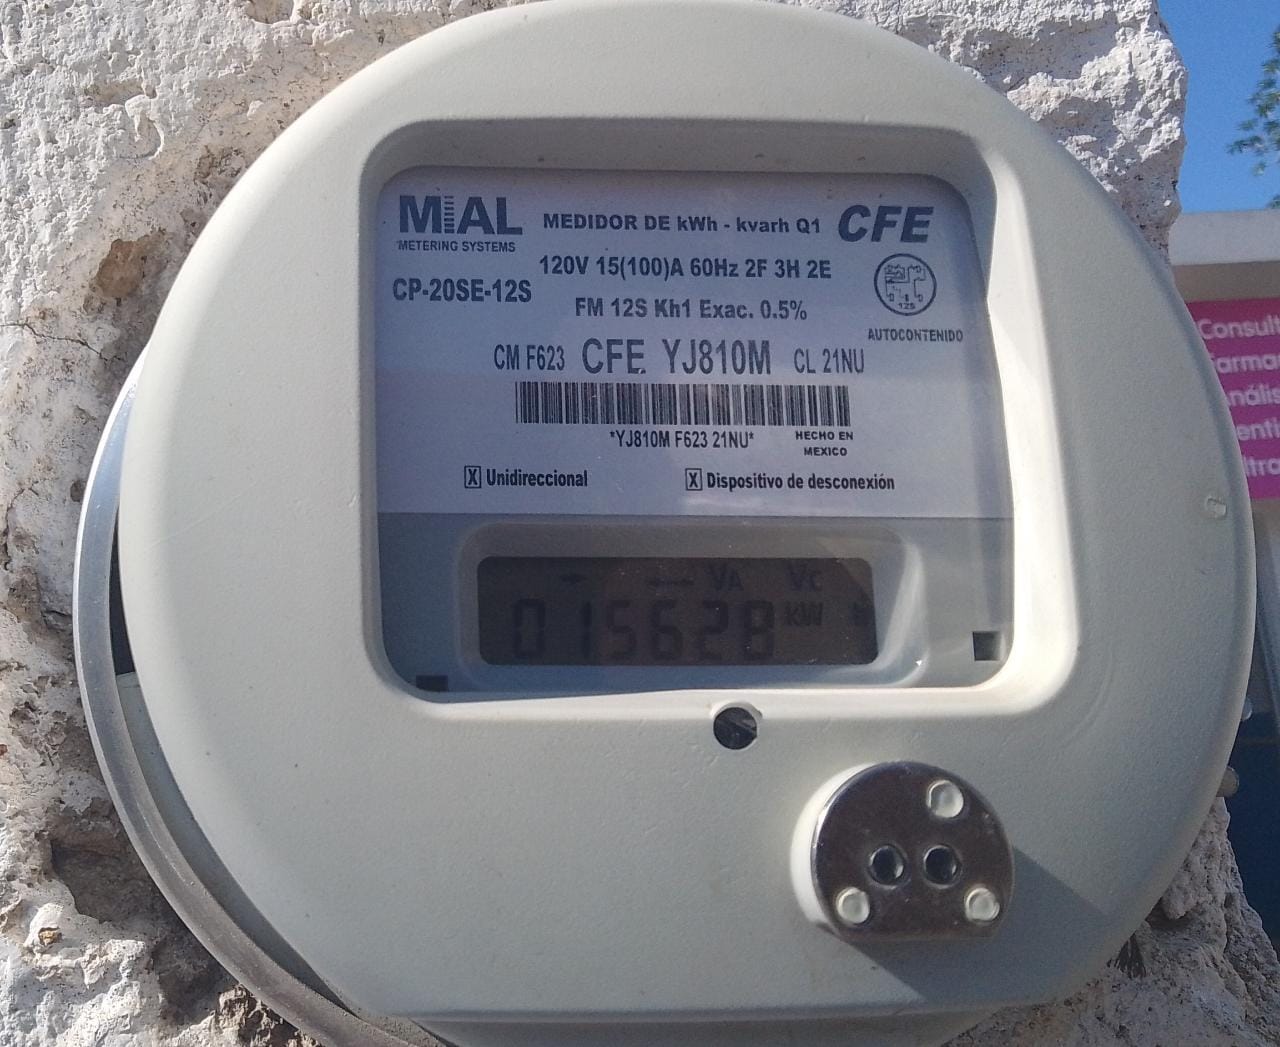 MIAL
METERING SYSTEMS
MEDIDOR DE kWh - kvarh Q1
CFE
120V 15(100)A 60Hz 2F 3H 2E
CP-20SE-12S
FM 12S Kh1 Exac. 0.5%
12S
AUTOCONTENIDO
CM F623 CFE YJ810M CL 21NU
*YJ810M F623 21NU*
HECHO EN
MEXICO
X Unidireccional
X Dispositivo de desconexión
VA VC
015628 kW
Consult